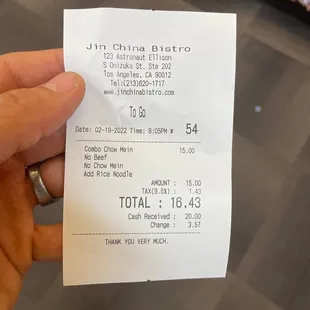 Jin China Bistro
123 Astronaut Ellison
S Onizuka St. Ste 202
Los Angeles, CA 90012
Tel:(213)620-1717
www.jinchinabistro.com
To Go
Date: 02-19-2022 Time: 8:05PM # 54
Combo Chow Mein 15.00
No Beef
No Chow Mein
Add Rice Noodle
AMOUNT : 15.00
TAX(9.5%) : 1.43
TOTAL : 16.43
Cash Received : 20.00
Change : 3.57
THANK YOU VERY MUCH.